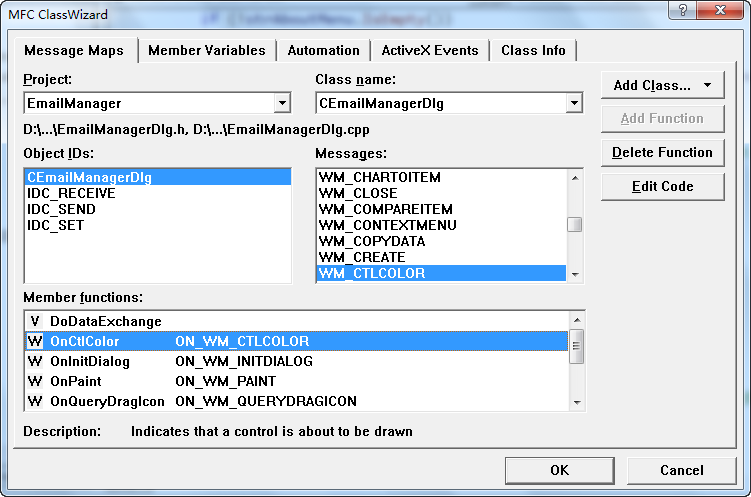 MFC ClassWizard
Message Maps Member Variables Automation ActiveX Events Class Info
Project: Class name:
EmailManager CEmailManagerDlg
Add Class...
D:\...\EmailManagerDlg.h, D:\...\EmailManagerDlg.cpp
Add Function
Object IDs: Messages:
Delete Function
Edit Code
CEmailManagerDlg
IDC_RECEIVE
IDC_SEND
IDC_SET
WM_CHARTOITEM
WM_CLOSE
WM_COMPAREITEM
WM_CONTEXTMENU
WM_COPYDATA
WM_CREATE
WM_CTLCOLOR
Member functions:
V DoDataExchange
W OnCtlColor ON_WM_CTLCOLOR
W OnInitDialog ON_WM_INITDIALOG
W OnPaint ON_WM_PAINT
W OnQueryDragIcon ON_WM_QUERYDRAGICON
Description: Indicates that a control is about to be drawn
OK Cancel